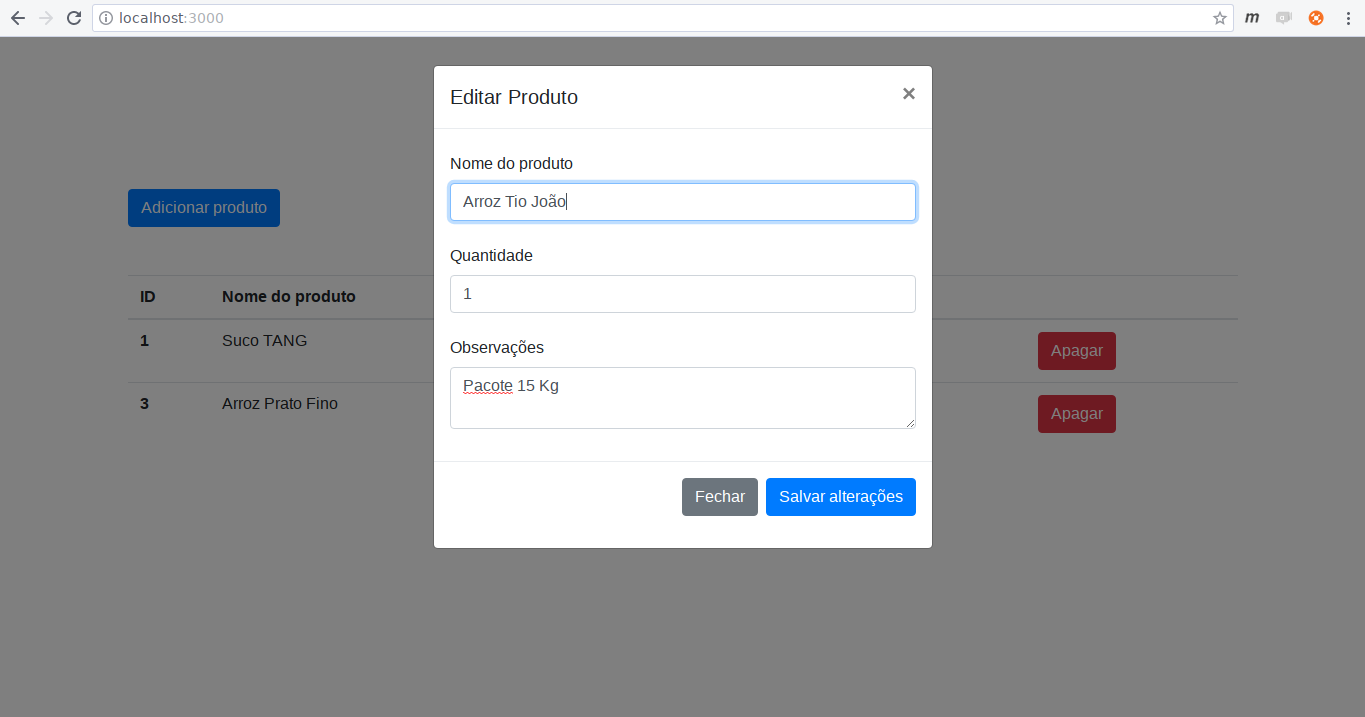 localhost:3000
m
Editar Produto
×
Nome do produto
Arroz Tio João
Quantidade
1
Observações
Pacote 15 Kg
Fechar
Salvar alterações
Adicionar produto
ID Nome do produto
1 Suco TANG Apagar
3 Arroz Prato Fino Apagar